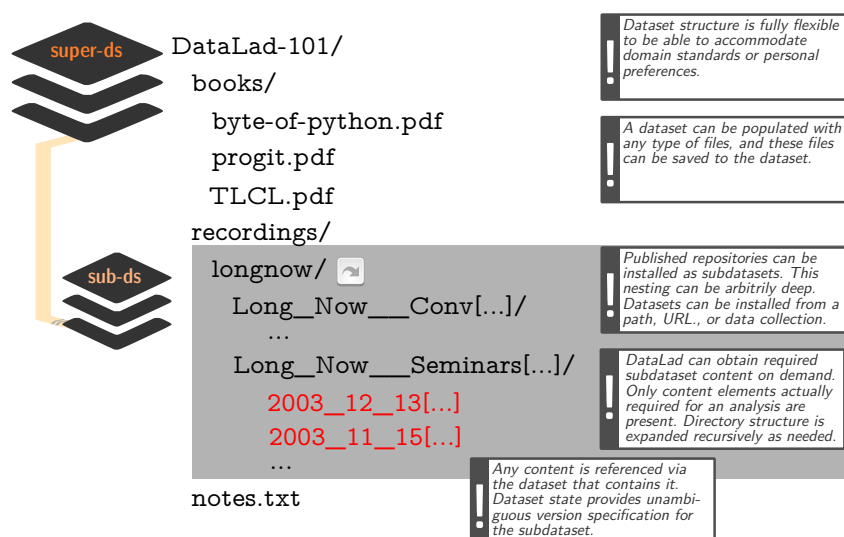 super-ds
DataLad-101/
books/
byte-of-python.pdf
progit.pdf
TLCL.pdf
recordings/
sub-ds
longnow/
Long_Now__Conv[...]/
...
Long_Now__Seminars[...]/
2003_12_13[...]
2003_11_15[...]
...
notes.txt
!
Dataset structure is fully flexible
to be able to accommodate
domain standards or personal
preferences.
!
A dataset can be populated with
any type of files, and these files
can be saved to the dataset.
!
Published repositories can be
installed as subdatasets. This
nesting can be arbitrily deep.
Datasets can be installed from a
path, URL., or data collection.
!
DataLad can obtain required
subdataset content on demand.
Only content elements actually
required for an analysis are
present. Directory structure is
expanded recursively as needed.
!
Any content is referenced via
the dataset that contains it.
Dataset state provides unambi-
guous version specification for
the subdataset.